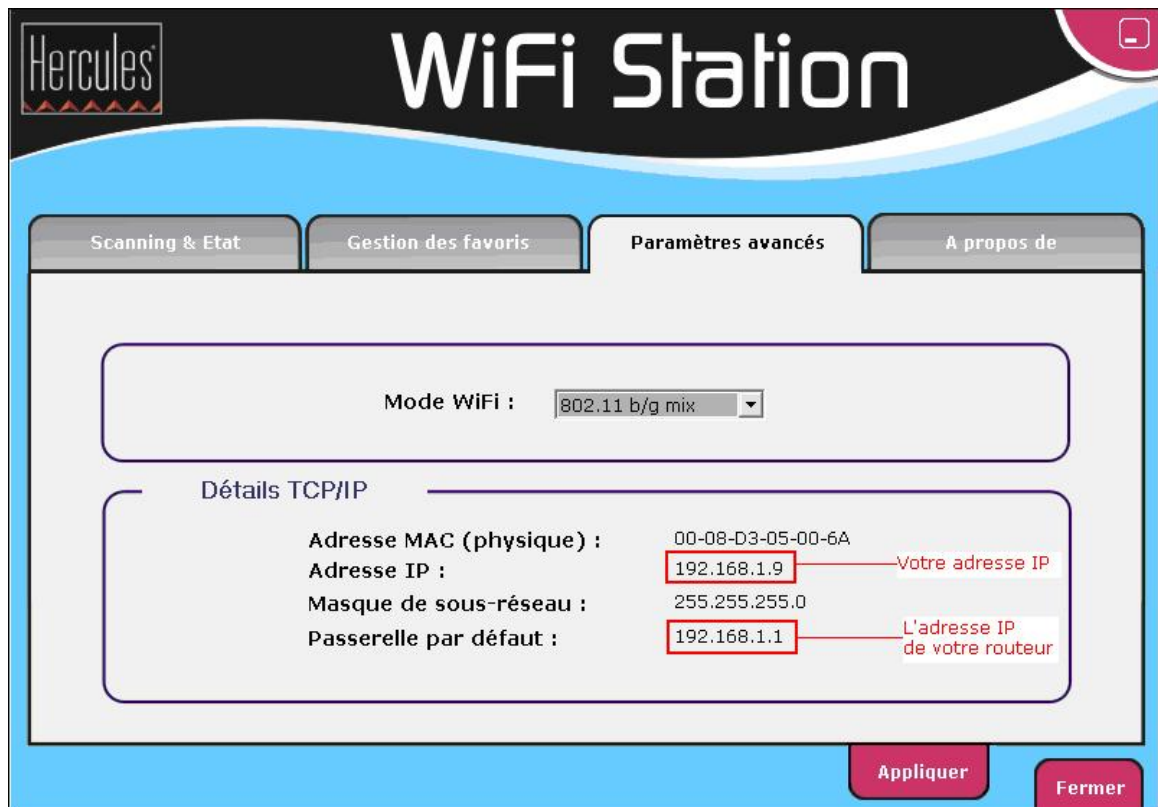 Hercules
WiFi Station
Scanning & Etat
Gestion des favoris
Paramètres avancés
A propos de
Mode WiFi :
802.11 b/g mix
Détails TCP/IP
Adresse MAC (physique) :
00-08-D3-05-00-6A
Adresse IP :
192.168.1.9
Votre adresse IP
Masque de sous-réseau :
255.255.255.0
Passerelle par défaut :
192.168.1.1
L'adresse IP
de votre routeur
Appliquer
Fermer